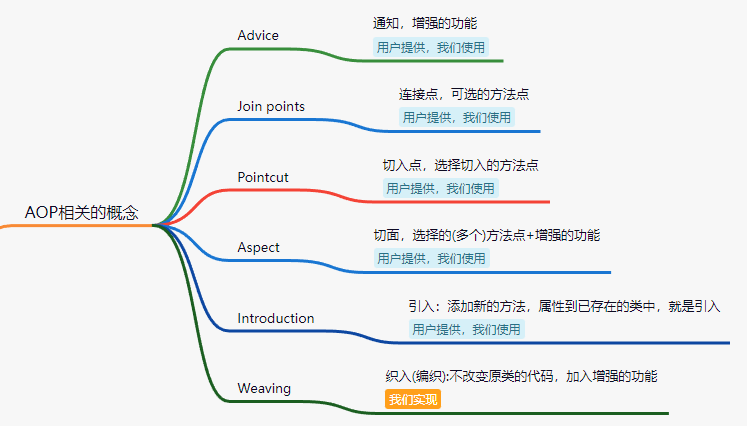 AOP相关的概念
Advice
通知，增强的功能
用户提供，我们使用
Join points
连接点，可选的方法点
用户提供，我们使用
Pointcut
切入点，选择切入的方法点
用户提供，我们使用
Aspect
切面，选择的(多个)方法点+增强的功能
用户提供，我们使用
Introduction
引入：添加新的方法，属性到已存在的类中，就是引入
用户提供，我们使用
Weaving
织入(编织):不改变原类的代码，加入增强的功能
我们实现